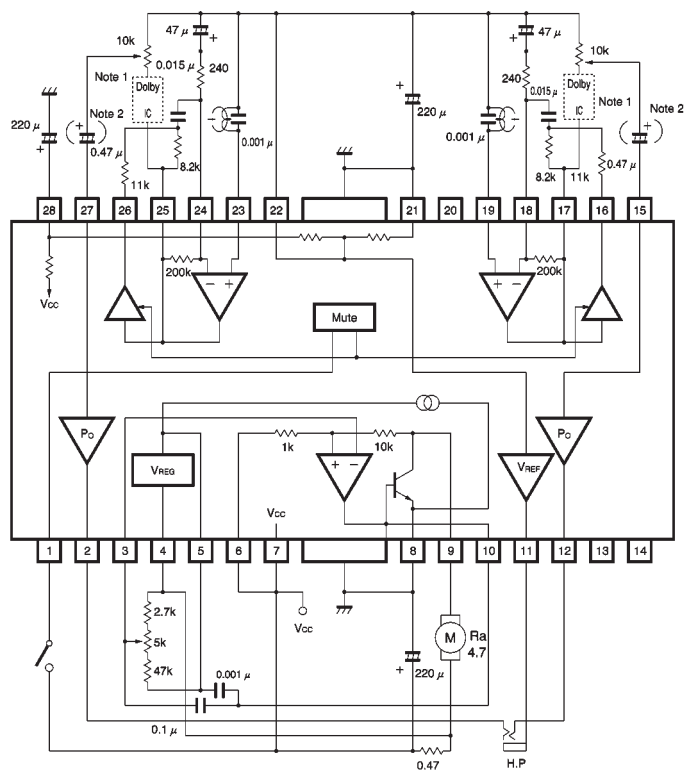 47 μ
+
47 μ
+
10k
10k
0.015 μ
240
240
0.015 μ
Note 1
Dolby
IC
Dolby
IC
Note 1
Note 2
Note 2
220 μ
+
+
0.47 μ
0.001 μ
+
220 μ
0.001 μ
+
0.47 μ
8.2k
8.2k
11k
11k
28
27
26
25
24
23
22
21
20
19
18
17
16
15
200k
− +
+ −
200k
Vcc
Mute
Po
VREG
1k
10k
+ −
VREF
Po
Vcc
1
2
3
4
5
6
7
8
9
10
11
12
13
14
2.7k
5k
47k
Vcc
M
Ra
4.7
0.001 μ
+
220 μ
0.1 μ
0.47
H.P